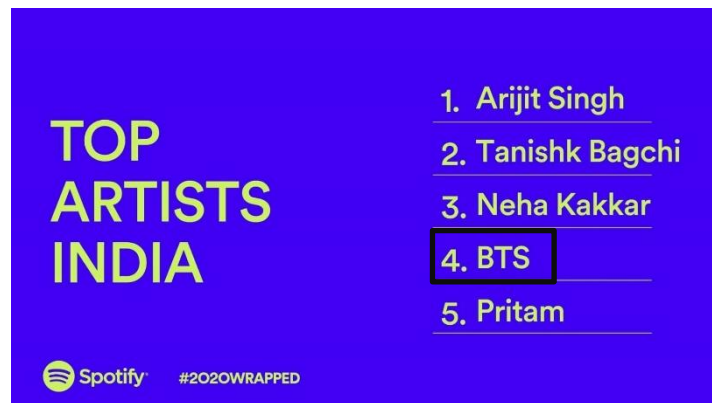 TOP
ARTISTS
INDIA
1. Arijit Singh
2. Tanishk Bagchi
3. Neha Kakkar
4. BTS
5. Pritam
Spotify #2020WRAPPED